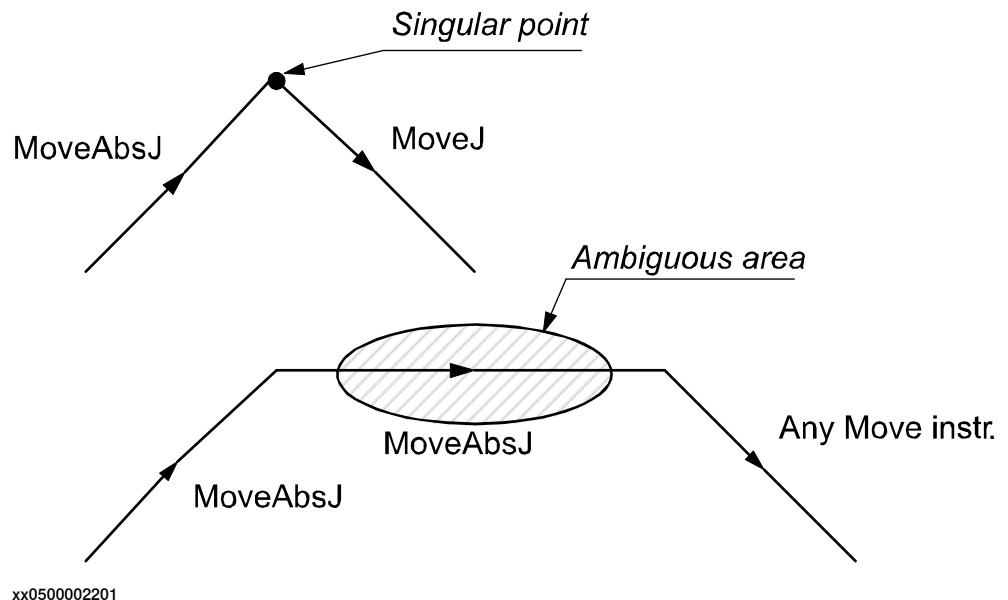 Singular point
MoveAbsJ
MoveJ
Ambiguous area
MoveAbsJ
Any Move instr.
MoveAbsJ
xx0500002201